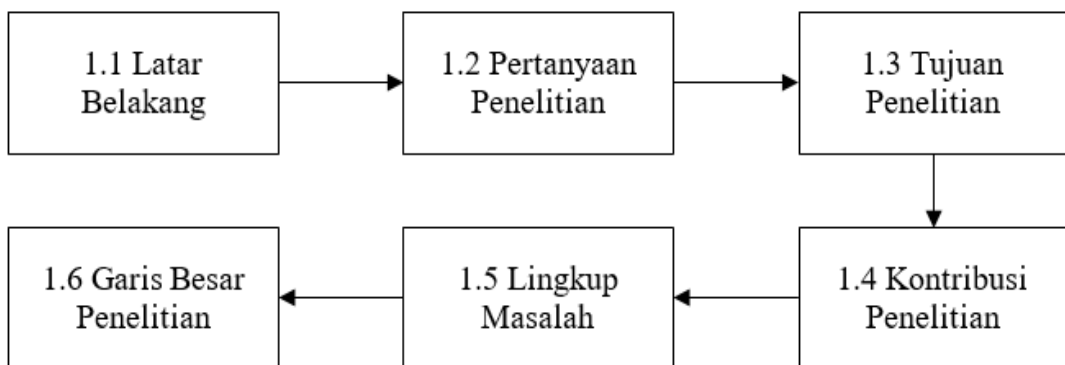 1.1 Latar
Belakang
1.2 Pertanyaan
Penelitian
1.3 Tujuan
Penelitian
1.4 Kontribusi
Penelitian
1.5 Lingkup
Masalah
1.6 Garis Besar
Penelitian